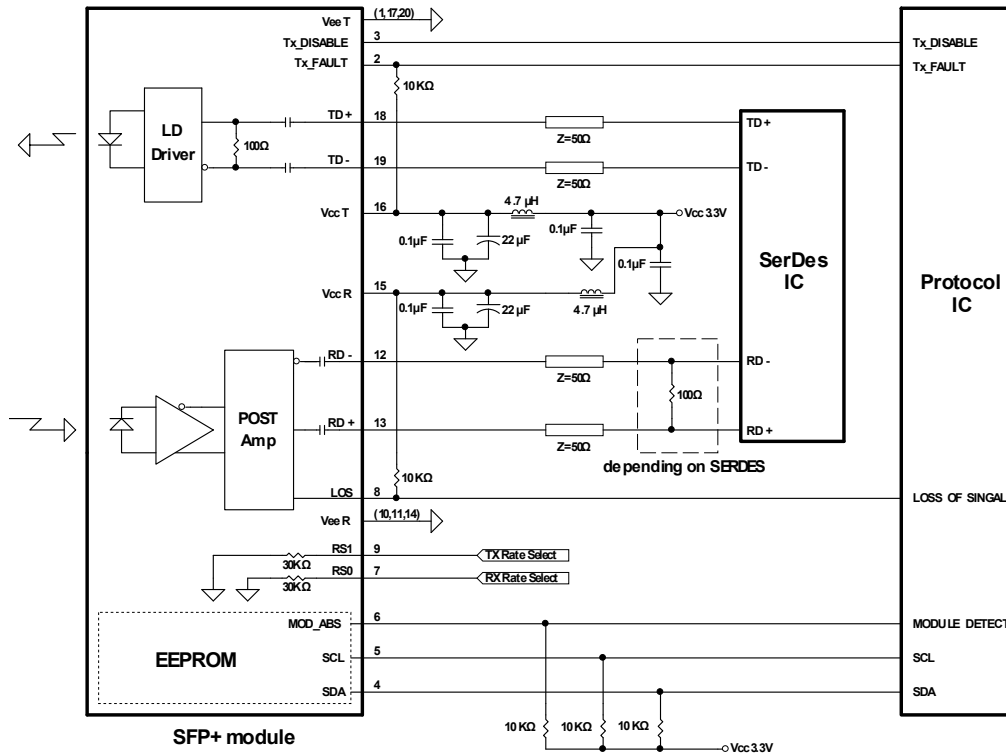 Vee T (1,17,20)
Tx_DISABLE 3 Tx_DISABLE
Tx_FAULT 2 Tx_FAULT
10 KΩ
LD
Driver
100Ω
TD + 18 Z=50Ω TD +
TD - 19 Z=50Ω TD -
Vcc T 16 4.7 µH Vcc 3.3V
0.1µF 22 µF 0.1µF
0.1µF
Vcc R 15
0.1µF 22 µF 4.7 µH
SerDes
IC
Protocol
IC
RD - 12 Z=50Ω RD -
100Ω
POST
Amp
RD + 13 Z=50Ω RD +
depending on SERDES
10 KΩ
LOS 8 LOSS OF SINGAL
Vee R (10,11,14)
RS1 9 TX Rate Select
30KΩ
RS0 7 RX Rate Select
30KΩ
MOD_ABS 6 MODULE DETECT
EEPROM
SCL 5 SCL
SDA 4 SDA
10 KΩ 10 KΩ 10 KΩ
Vcc 3.3V
SFP+ module